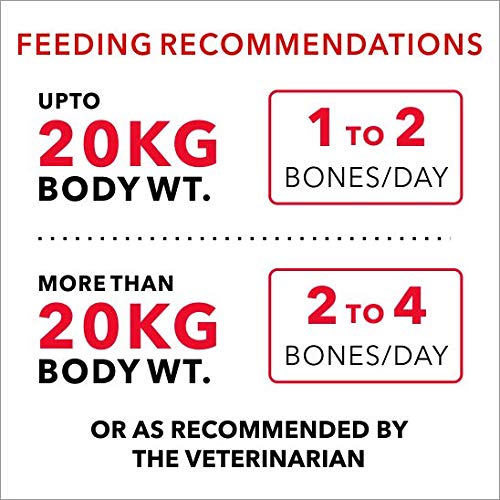 FEEDING RECOMMENDATIONS
UPTO
20KG
BODY WT.
1 TO 2
BONES/DAY
MORE THAN
20KG
BODY WT.
2 TO 4
BONES/DAY
OR AS RECOMMENDED BY
THE VETERINARIAN